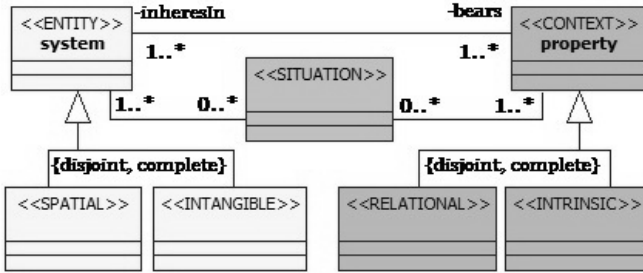 <<ENTITY>>
system
-inheresIn
-bears
<<CONTEXT>>
property
1..*
1..*
<<SITUATION>>
1..*
0..*
0..*
1..*
{disjoint, complete}
{disjoint, complete}
<<SPATIAL>>
<<INTANGIBLE>>
<<RELATIONAL>>
<<INTRINSIC>>